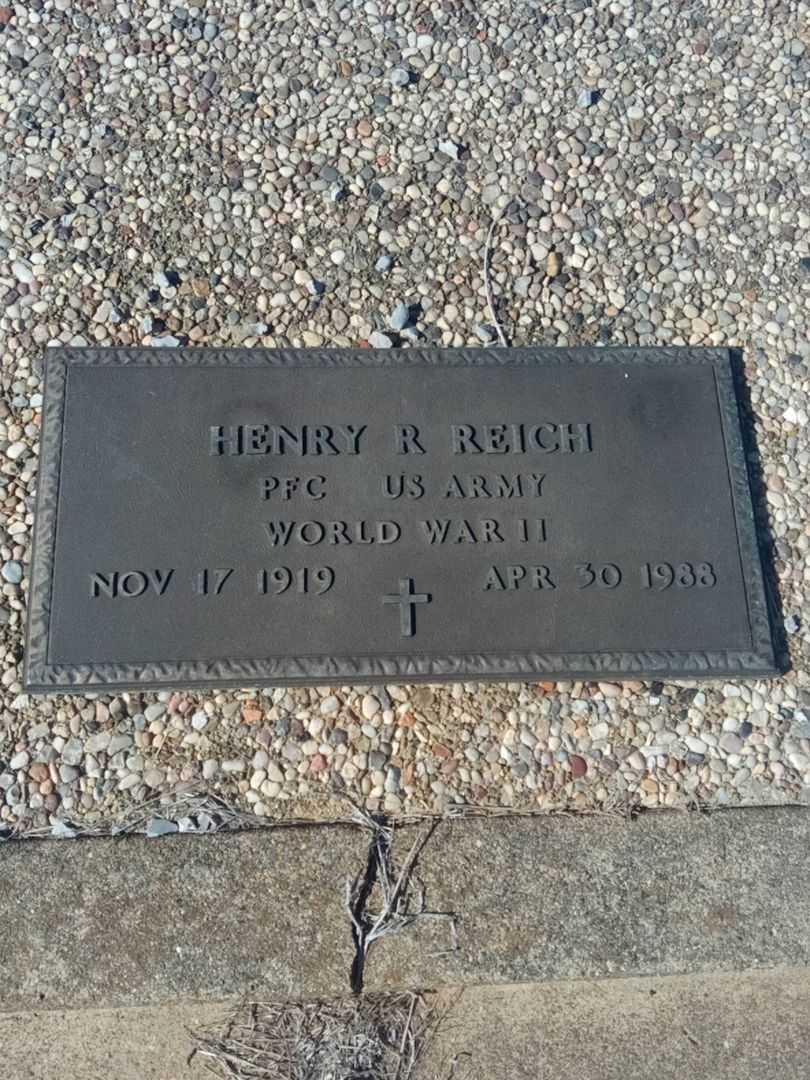 HENRY R REICH
PFC US ARMY
WORLD WAR II
NOV 17 1919 APR 30 1988